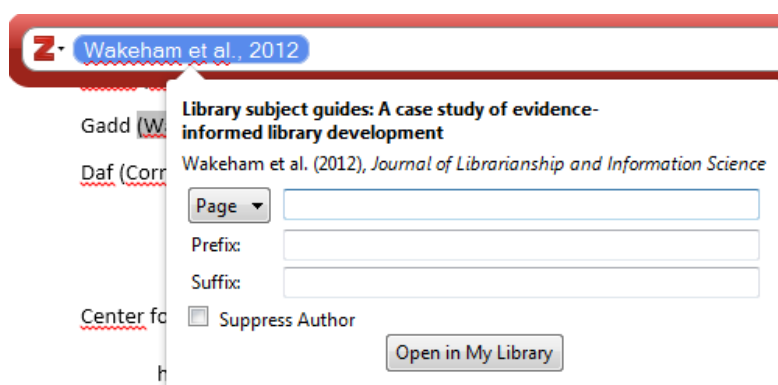 Z Wakeham et al., 2012
Library subject guides: A case study of evidence-
informed library development
Gadd (W
Wakeham et al. (2012), Journal of Librarianship and Information Science
Daf (Corr
Page
Prefix:
Suffix:
Center fo
Suppress Author
Open in My Library
h